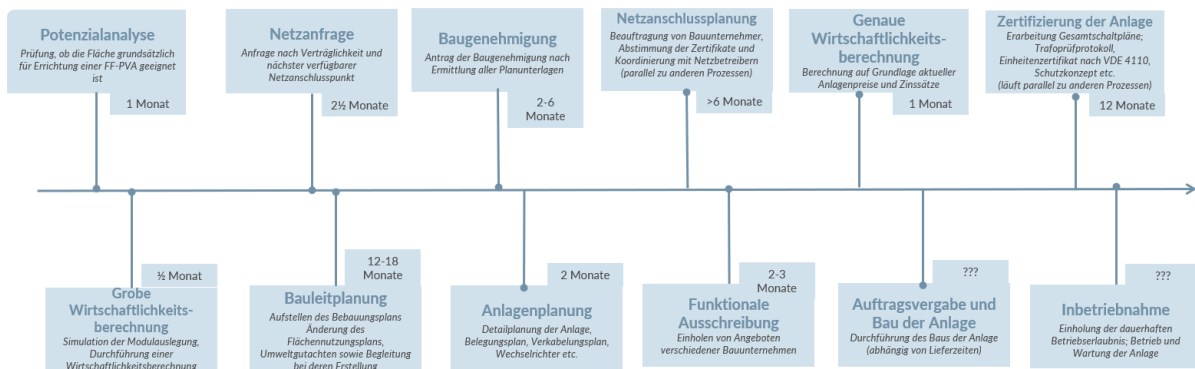 Potenzialanalyse
Prüfung, ob die Fläche grundsätzlich
für Errichtung einer FF-PVA geeignet
ist
1 Monat
Grobe
Wirtschaftlichkeits-
berechnung
Simulation der Modulauslegung,
Durchführung einer
Wirtschaftlichkeitsberechnung
½ Monat
Netzanfrage
Anfrage nach Verträglichkeit und
nächster verfügbarer
Netzanschlusspunkt
2½ Monate
Bauleitplanung
Aufstellen des Bebauungsplans
Änderung des
Flächennutzungsplans,
Umweltgutachten sowie Begleitung
bei deren Erstellung
12-18
Monate
Baugenehmigung
Antrag der Baugenehmigung nach
Ermittlung aller Planunterlagen
2-6
Monate
Anlagenplanung
Detailplanung der Anlage,
Belegungsplan, Verkabelungsplan,
Wechselrichter etc.
2 Monate
Netzanschlussplanung
Beauftragung von Bauunternehmer,
Abstimmung der Zertifikate und
Koordinierung mit Netzbetreibern
(parallel zu anderen Prozessen)
>6 Monate
Funktionale
Ausschreibung
Einholen von Angeboten
verschiedener Bauunternehmen
2-3
Monate
Genaue
Wirtschaftlichkeits-
berechnung
Berechnung auf Grundlage aktueller
Anlagenpreise und Zinssätze
1 Monat
Auftragsvergabe und
Bau der Anlage
Durchführung des Baus der Anlage
(abhängig von Lieferzeiten)
???
Zertifizierung der Anlage
Erarbeitung Gesamtschaltpläne;
Trafoprüfprotokoll,
Einheitenzertifikat nach VDE 4110,
Schutzkonzept etc.
(läuft parallel zu anderen Prozessen)
12 Monate
Inbetriebnahme
Einholung der dauerhaften
Betriebserlaubnis; Betrieb und
Wartung der Anlage
???